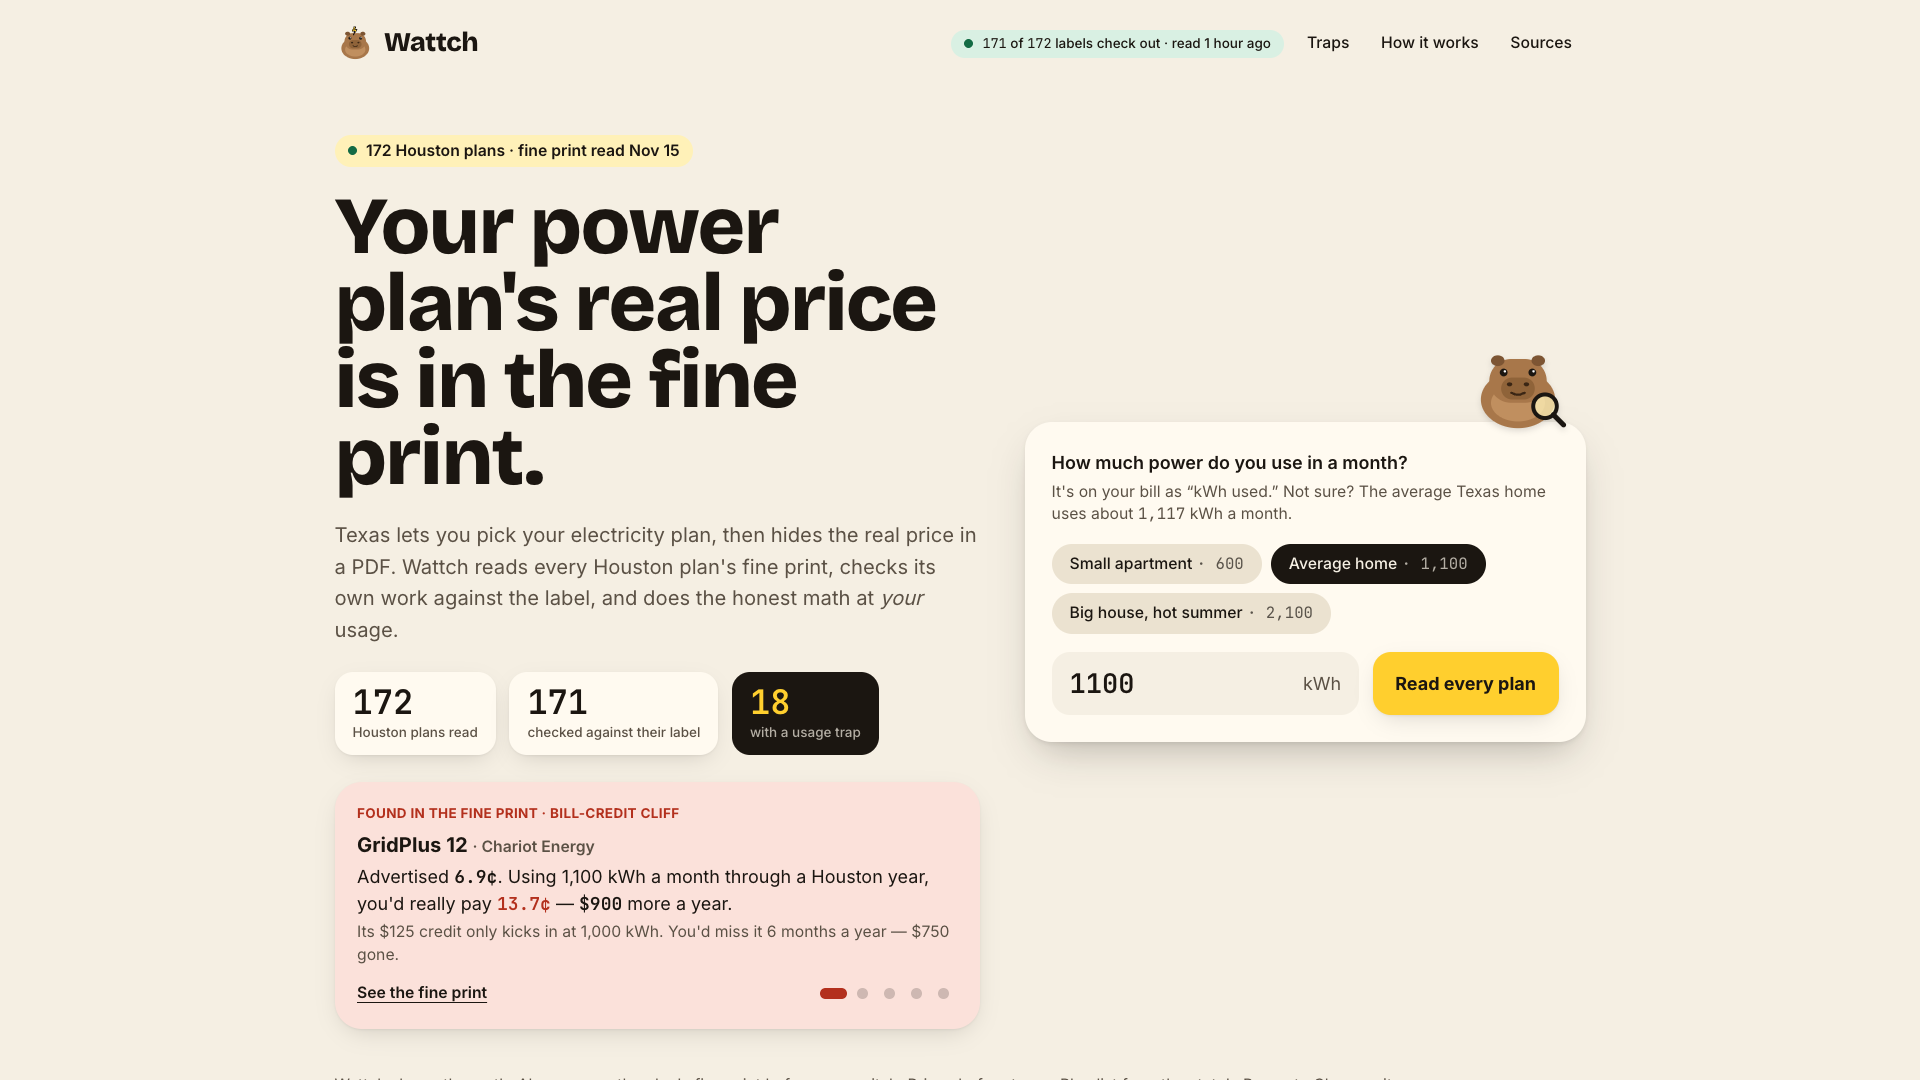 Wattch
171 of 172 labels check out · read 1 hour ago
Traps
How it works
Sources
172 Houston plans · fine print read Nov 15
Your power
plan's real price
is in the fine
print.
Texas lets you pick your electricity plan, then hides the real price in
a PDF. Wattch reads every Houston plan's fine print, checks its
own work against the label, and does the honest math at your
usage.
172
Houston plans read
171
checked against their label
18
with a usage trap
FOUND IN THE FINE PRINT · BILL-CREDIT CLIFF
GridPlus 12 · Chariot Energy
Advertised 6.9¢. Using 1,100 kWh a month through a Houston year,
you'd really pay 13.7¢ — $900 more a year.
Its $125 credit only kicks in at 1,000 kWh. You'd miss it 6 months a year — $750
gone.
See the fine print
How much power do you use in a month?
It's on your bill as “kWh used.” Not sure? The average Texas home
uses about 1,117 kWh a month.
Small apartment · 600
Average home · 1,100
Big house, hot summer · 2,100
1100 kWh
Read every plan